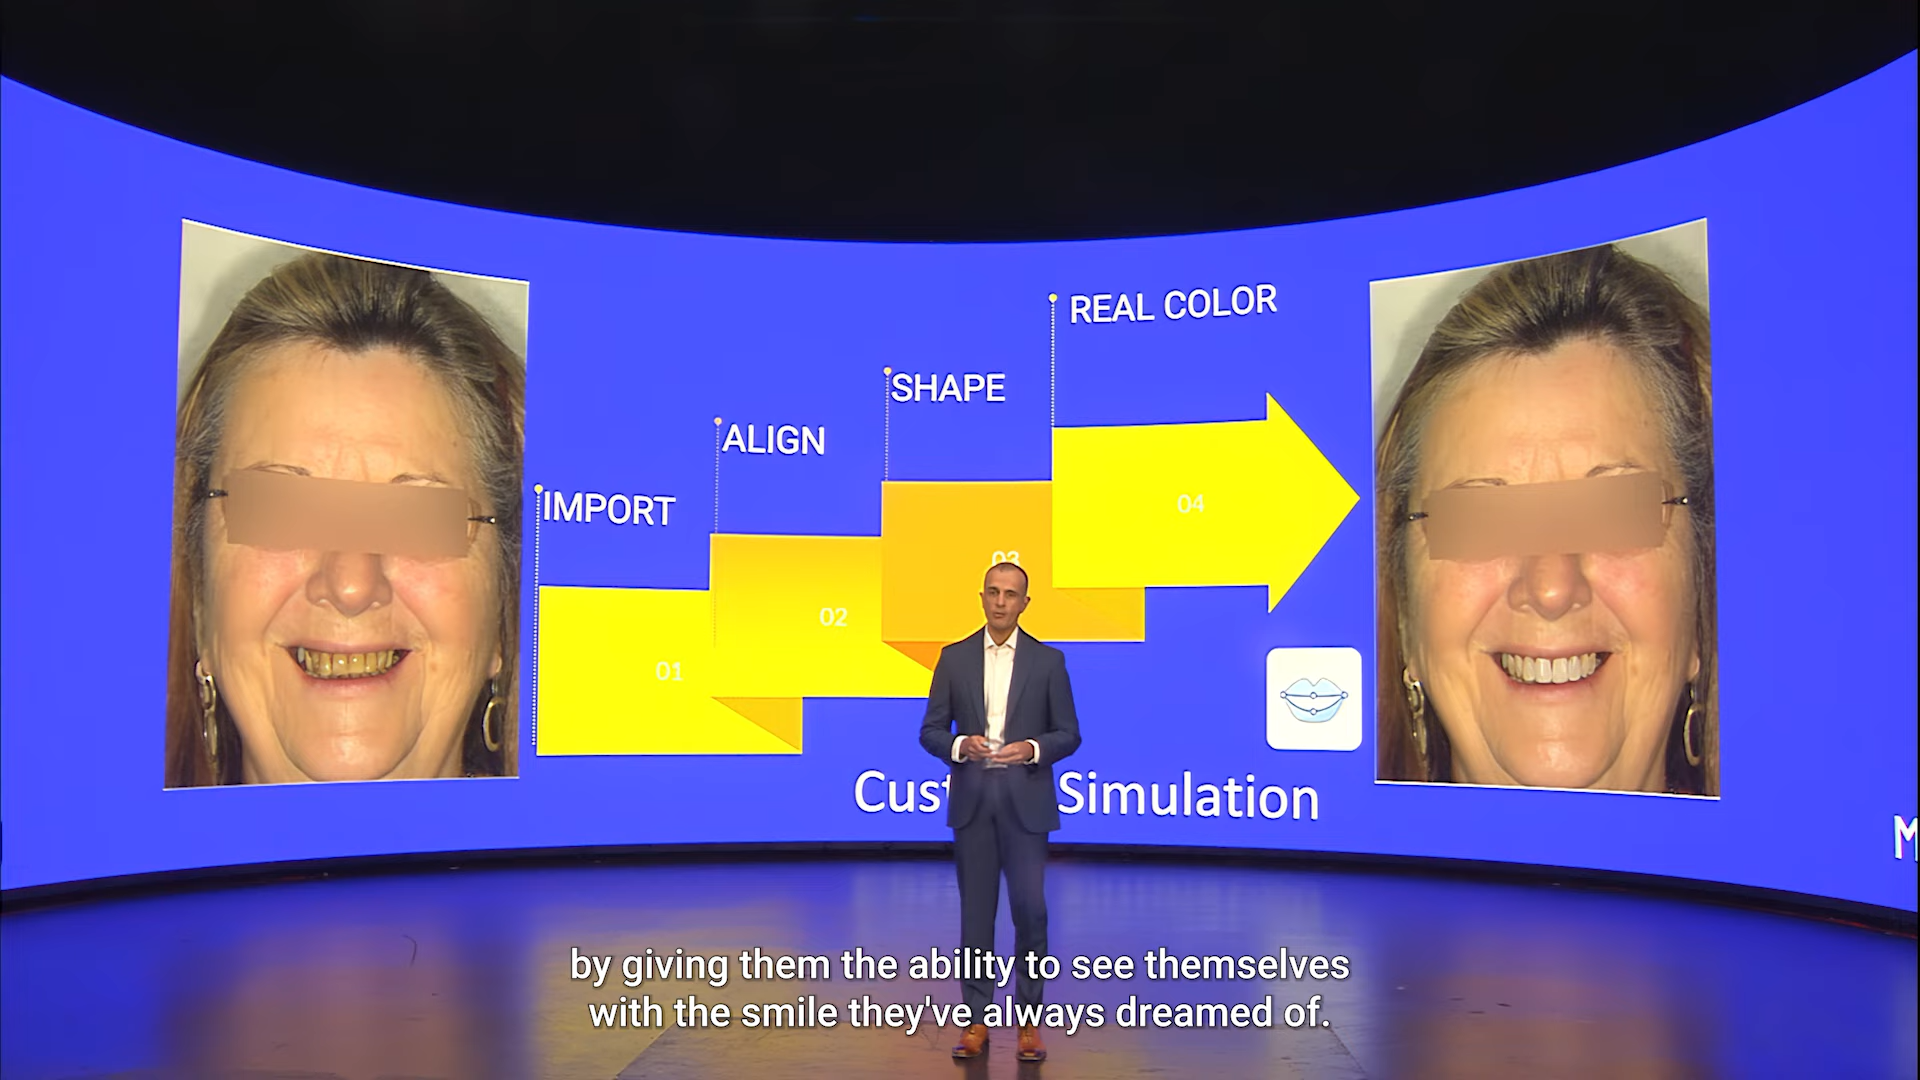 REAL COLOR
SHAPE
ALIGN
IMPORT
04
03
02
01
Simulation
by giving them the ability to see themselves
with the smile they've always dreamed of.